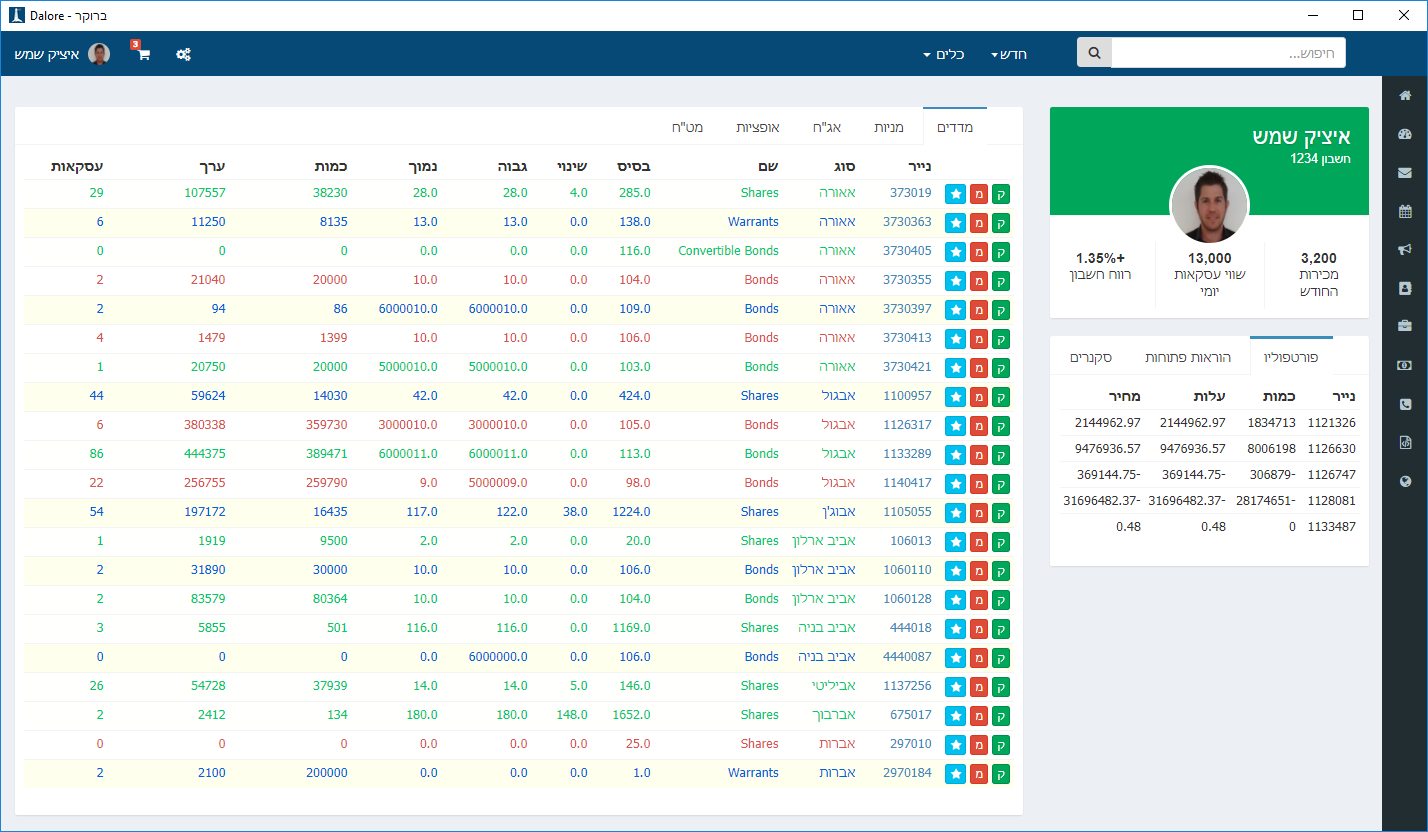 Dalore - ברוקר
חיפוש...
חדש
כלים
3
איציק שמש
איציק שמש
חשבון 1234
3,200
מכירות
החודש
13,000
שווי עסקאות
יומי
+1.35%
רווח חשבון
פורטפוליו הוראות פתוחות סקנרים
נייר כמות עלות מחיר
1121326 1834713 2144962.97 2144962.97
1126630 8006198 9476936.57 9476936.57
1126747 306879- 369144.75- 369144.75-
1128081 28174651- 31696482.37- 31696482.37-
1133487 0 0.48 0.48
מדדים מניות אג"ח אופציות מט"ח
נייר סוג שם בסיס שינוי גבוה נמוך כמות ערך עסקאות
ק מ 373019 אאורה Shares 285.0 4.0 28.0 28.0 38230 107557 29
ק מ 3730363 אאורה Warrants 138.0 0.0 13.0 13.0 8135 11250 6
ק מ 3730405 אאורה Convertible Bonds 116.0 0.0 0.0 0.0 0 0 0
ק מ 3730355 אאורה Bonds 104.0 0.0 10.0 10.0 20000 21040 2
ק מ 3730397 אאורה Bonds 109.0 0.0 6000010.0 6000010.0 86 94 2
ק מ 3730413 אאורה Bonds 106.0 0.0 10.0 10.0 1399 1479 4
ק מ 3730421 אאורה Bonds 103.0 0.0 5000010.0 5000010.0 20000 20750 1
ק מ 1100957 אבגול Shares 424.0 0.0 42.0 42.0 14030 59624 44
ק מ 1126317 אבגול Bonds 105.0 0.0 3000010.0 3000010.0 359730 380338 6
ק מ 1133289 אבגול Bonds 113.0 0.0 6000011.0 6000011.0 389471 444375 86
ק מ 1140417 אבגול Bonds 98.0 0.0 5000009.0 9.0 259790 256755 22
ק מ 1105055 אבוג'ן Shares 1224.0 38.0 122.0 117.0 16435 197172 54
ק מ 106013 אביב ארלון Shares 20.0 0.0 2.0 2.0 9500 1919 1
ק מ 1060110 אביב ארלון Bonds 106.0 0.0 10.0 10.0 30000 31890 2
ק מ 1060128 אביב ארלון Bonds 104.0 0.0 10.0 10.0 80364 83579 2
ק מ 444018 אביב בניה Shares 1169.0 0.0 116.0 116.0 501 5855 3
ק מ 4440087 אביב בניה Bonds 106.0 0.0 6000000.0 0.0 0 0 0
ק מ 1137256 אביליטי Shares 146.0 5.0 14.0 14.0 37939 54728 26
ק מ 675017 אברבוך Shares 1652.0 148.0 180.0 180.0 134 2412 2
ק מ 297010 אברות Shares 25.0 0.0 0.0 0.0 0 0 0
ק מ 2970184 אברות Warrants 1.0 0.0 0.0 0.0 200000 2100 2